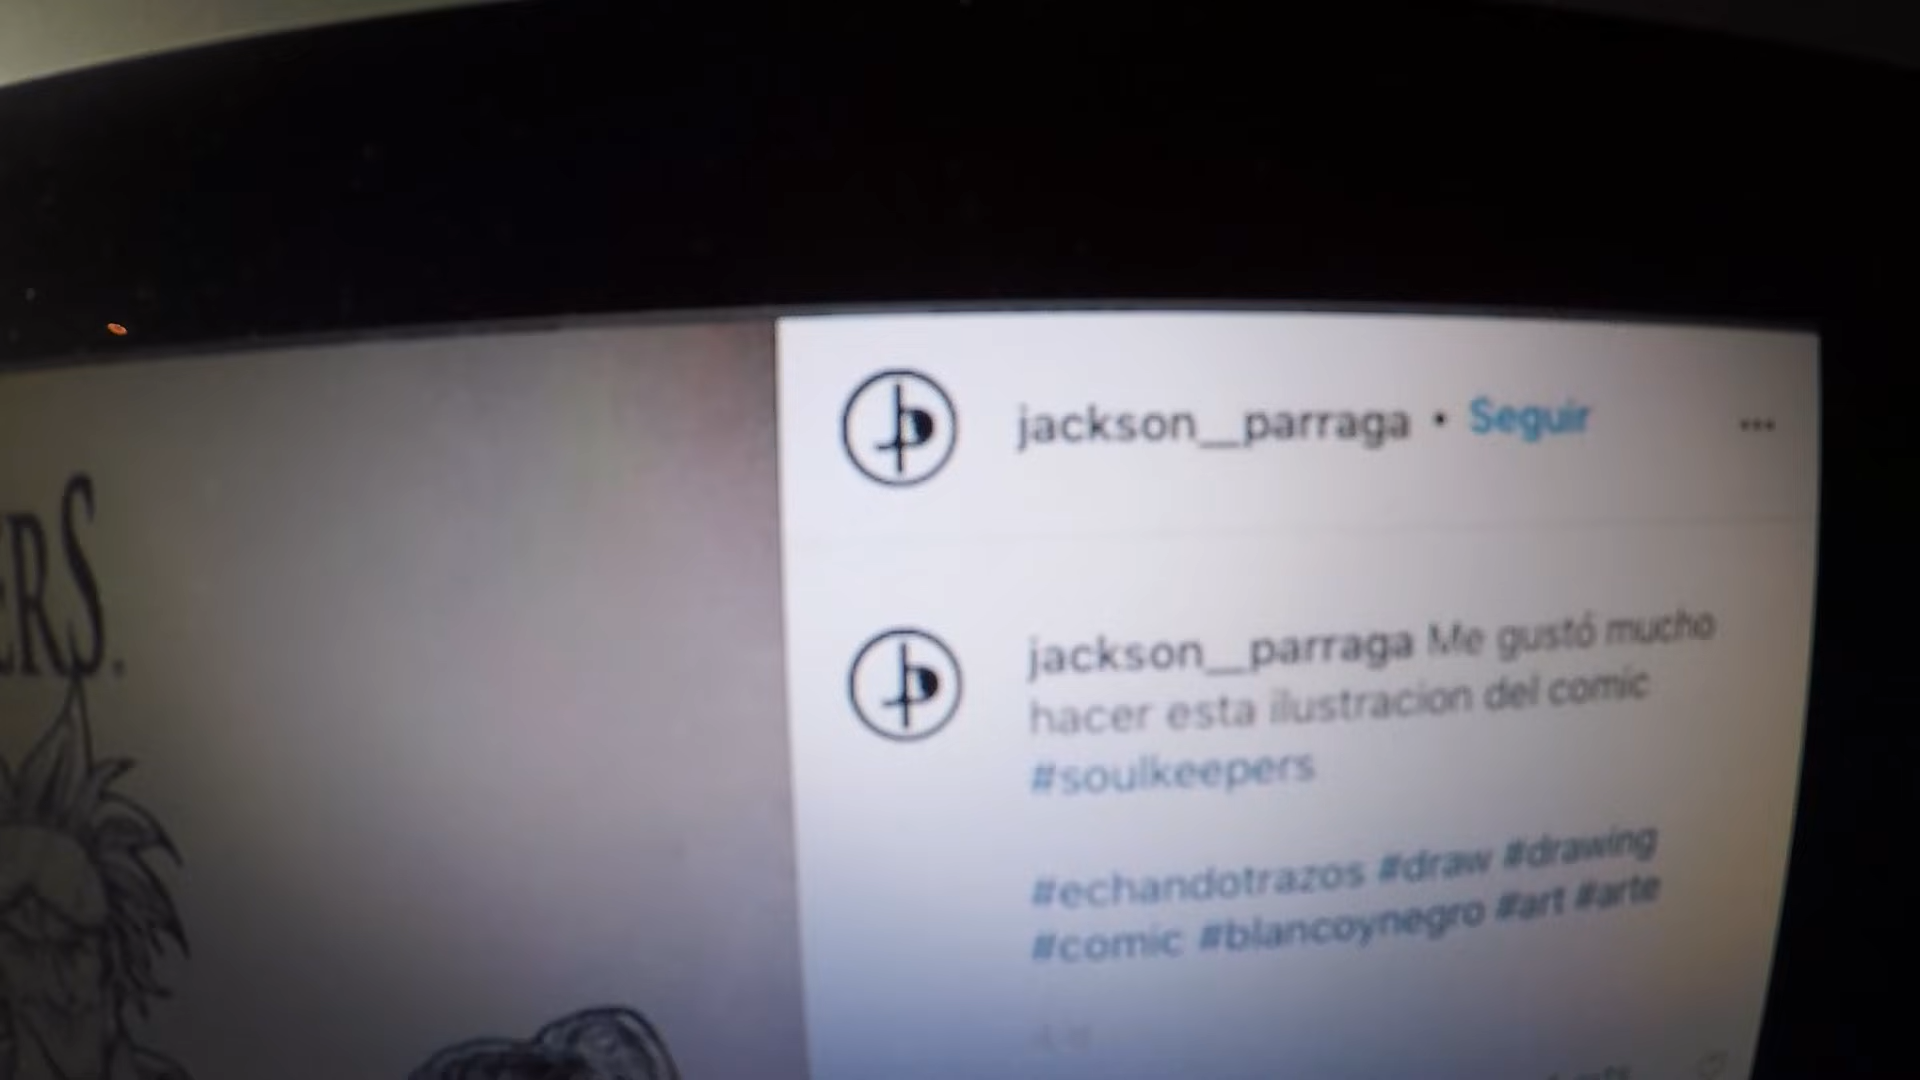 ERS.
jackson__parraga • Seguir
jackson__parraga Me gustó mucho
hacer esta ilustracion del comic
#soulkeepers
#echandotrazos #draw #drawing
#comic #blancoynegro #art #arte